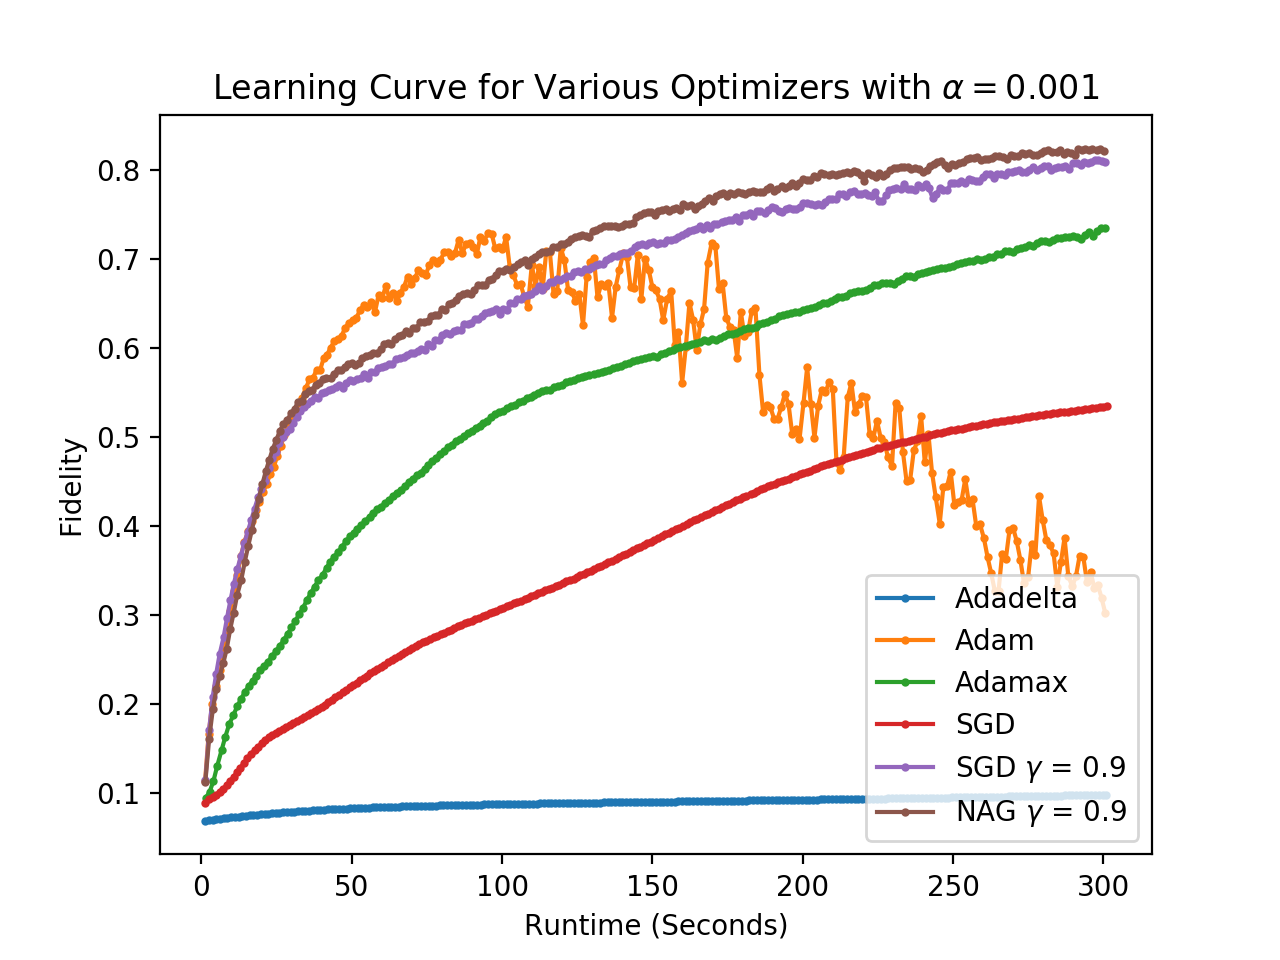 Learning Curve for Various Optimizers with α = 0.001
Fidelity
0.8
0.7
0.6
0.5
0.4
0.3
0.2
0.1
0 50 100 150 200 250 300
Runtime (Seconds)
Adadelta
Adam
Adamax
SGD
SGD γ = 0.9
NAG γ = 0.9